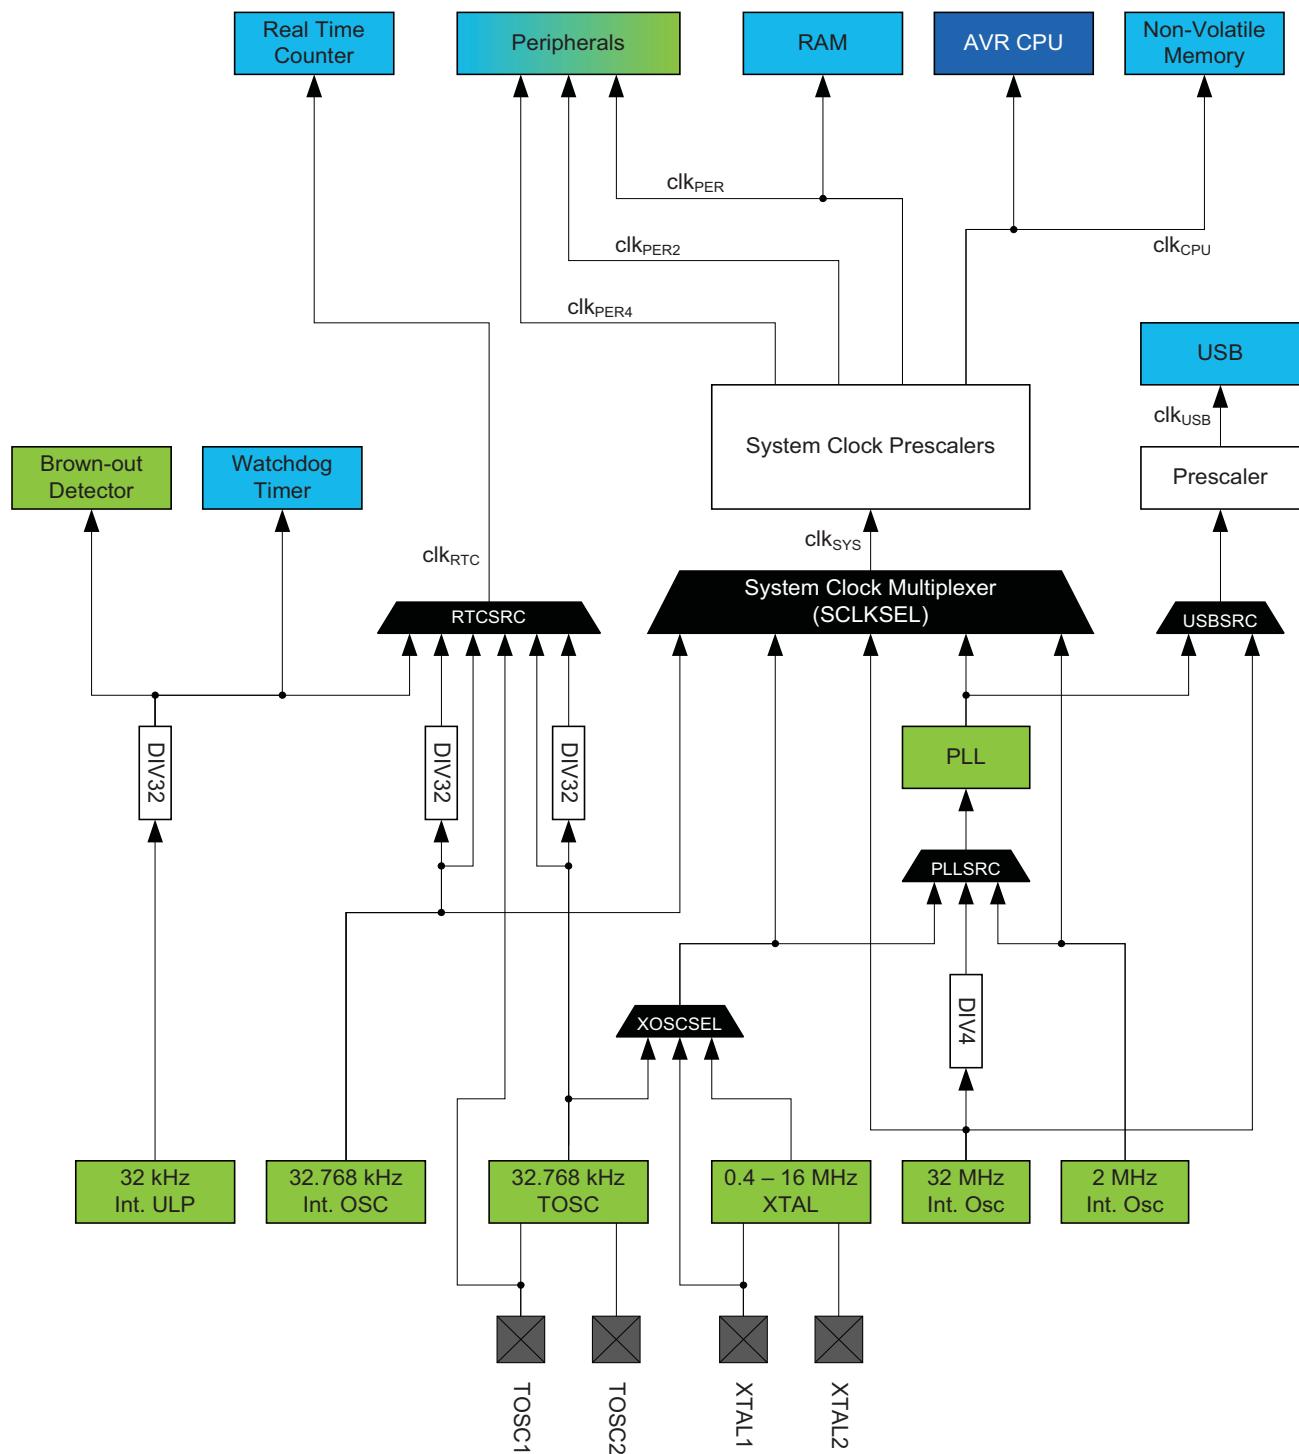 Real Time
Counter
Peripherals
RAM
AVR CPU
Non-Volatile
Memory
clkPER
clkPER2
clkCPU
clkPER4
USB
clkUSB
System Clock Prescalers
Brown-out
Detector
Watchdog
Timer
Prescaler
clkSYS
clkRTC
System Clock Multiplexer
(SCLKSEL)
RTCSRC
USBSRC
DIV32
DIV32
DIV32
PLL
PLLSRC
XOSCSEL
DIV4
32 kHz
Int. ULP
32.768 kHz
Int. OSC
32.768 kHz
TOSC
0.4 – 16 MHz
XTAL
32 MHz
Int. Osc
2 MHz
Int. Osc
TOSC1
TOSC2
XTAL1
XTAL2